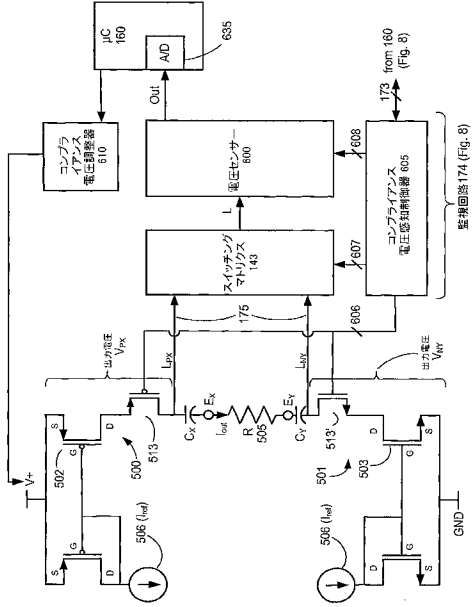 μC
160
A/D
635
Out
コンプラ
イアンス
電圧調整器
610
from 160
(Fig. 8)
173
電圧センサー
600
608
L
スイッチング
マトリクス
143
607
コンプライアンス
電圧感知制御器 605
監視回路174 (Fig. 8)
175
606
LPX
LNY
出力電圧
VPX
出力電圧
VNY
V+
S
G
D
502
S
G
D
500
513
CX
EX
Iout
R
505
EY
CY
513'
501
503
D
G
S
D
G
S
GND
506 (Iref)
506 (Iref)